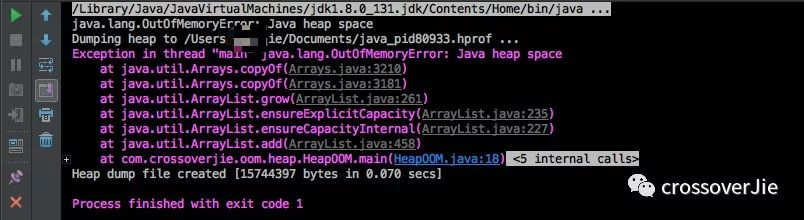 /Library/Java/JavaVirtualMachines/jdk1.8.0_131.jdk/Contents/Home/bin/java ...
java.lang.OutOfMemoryError: Java heap space
Dumping heap to /Users jie/Documents/java_pid80933.hprof ...
Exception in thread "main" java.lang.OutOfMemoryError: Java heap space
at java.util.Arrays.copyOf(Arrays.java:3210)
at java.util.Arrays.copyOf(Arrays.java:3181)
at java.util.ArrayList.grow(ArrayList.java:261)
at java.util.ArrayList.ensureExplicitCapacity(ArrayList.java:235)
at java.util.ArrayList.ensureCapacityInternal(ArrayList.java:227)
at java.util.ArrayList.add(ArrayList.java:458)
at com.crossoverjie.oom.heap.HeapOOM.main(HeapOOM.java:18) <5 internal calls>
Heap dump file created [15744397 bytes in 0.070 secs]
Process finished with exit code 1
crossoverJie